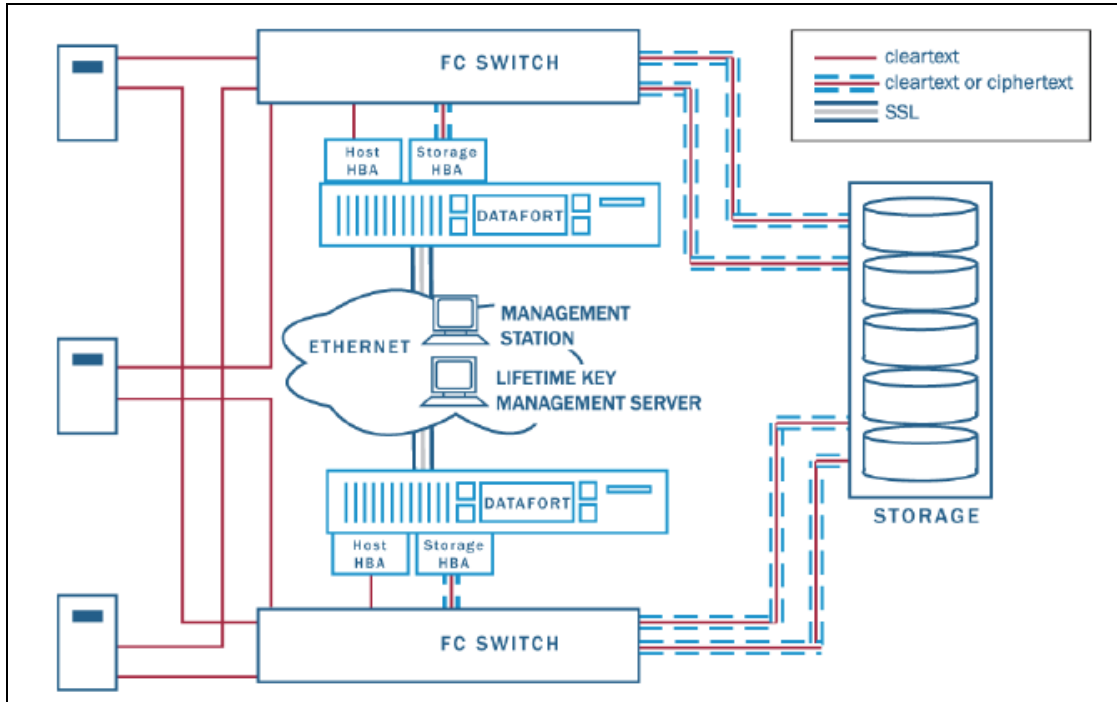 FC SWITCH
cleartext
cleartext or ciphertext
SSL
Host
HBA
Storage
HBA
DATAFORT
ETHERNET
MANAGEMENT
STATION
LIFETIME KEY
MANAGEMENT SERVER
DATAFORT
Host
HBA
Storage
HBA
STORAGE
FC SWITCH